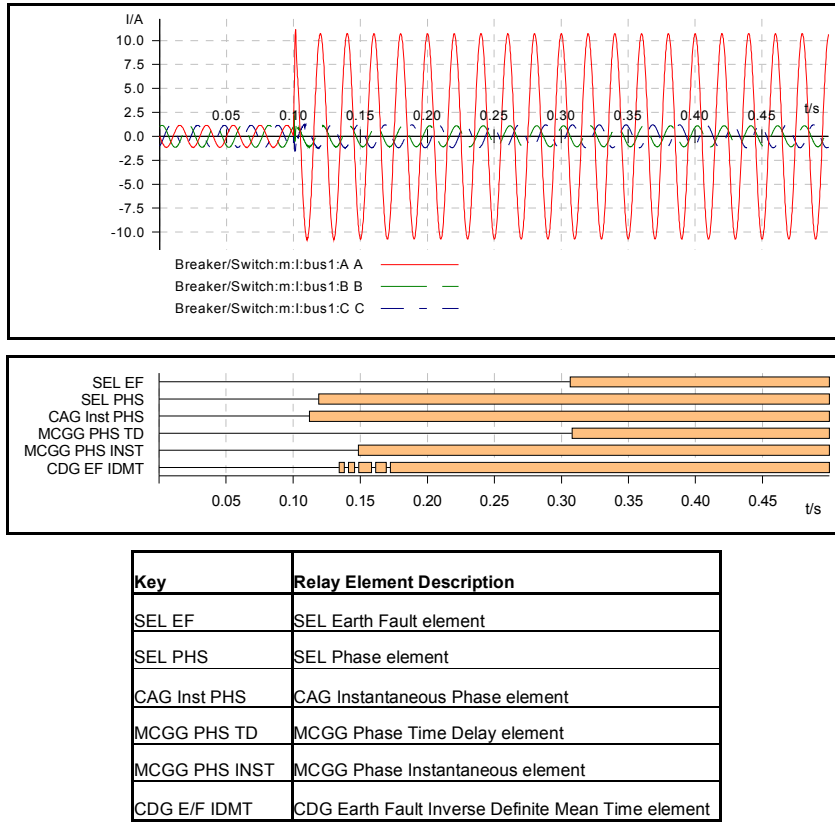 I/A
10.0
7.5
5.0
2.5
0.0
-2.5
-5.0
-7.5
-10.0
0.05 0.10 0.15 0.20 0.25 0.30 0.35 0.40 0.45 t/s
Breaker/Switch:m:I:bus1:A A
Breaker/Switch:m:I:bus1:B B
Breaker/Switch:m:I:bus1:C C
SEL EF
SEL PHS
CAG Inst PHS
MCGG PHS TD
MCGG PHS INST
CDG EF IDMT
0.05 0.10 0.15 0.20 0.25 0.30 0.35 0.40 0.45 t/s
Key Relay Element Description
SEL EF SEL Earth Fault element
SEL PHS SEL Phase element
CAG Inst PHS CAG Instantaneous Phase element
MCGG PHS TD MCGG Phase Time Delay element
MCGG PHS INST MCGG Phase Instantaneous element
CDG E/F IDMT CDG Earth Fault Inverse Definite Mean Time element